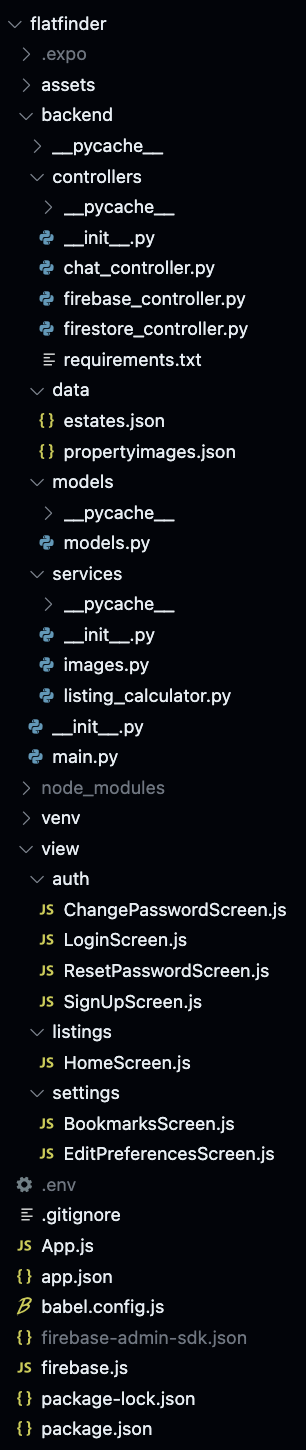 flatfinder
.expo
assets
backend
__pycache__
controllers
__pycache__
__init__.py
chat_controller.py
firebase_controller.py
firestore_controller.py
requirements.txt
data
{} estates.json
{} propertyimages.json
models
__pycache__
models.py
services
__pycache__
__init__.py
images.py
listing_calculator.py
__init__.py
main.py
node_modules
venv
view
auth
JS ChangePasswordScreen.js
JS LoginScreen.js
JS ResetPasswordScreen.js
JS SignUpScreen.js
listings
JS HomeScreen.js
settings
JS BookmarksScreen.js
JS EditPreferencesScreen.js
.env
.gitignore
JS App.js
{} app.json
B babel.config.js
{} firebase-admin-sdk.json
JS firebase.js
{} package-lock.json
{} package.json